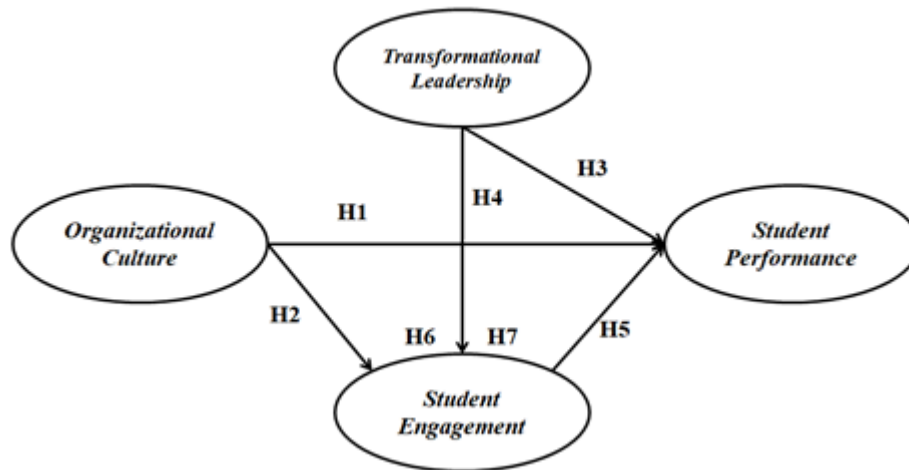 Transformational
Leadership
H3
H4
H1
Organizational
Culture
Student
Performance
H2
H6
H7
H5
Student
Engagement